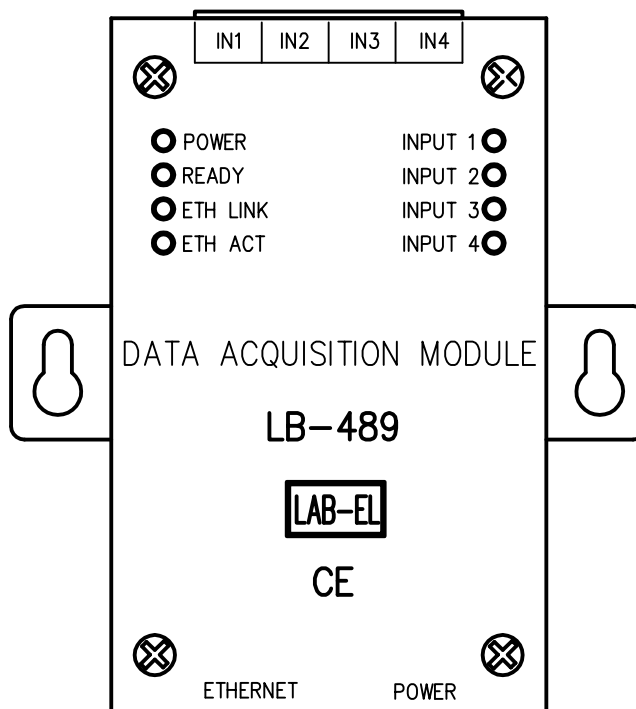 IN1 IN2 IN3 IN4
POWER INPUT 1
READY INPUT 2
ETH LINK INPUT 3
ETH ACT INPUT 4
DATA ACQUISITION MODULE
LB-489
LAB-EL
CE
ETHERNET POWER